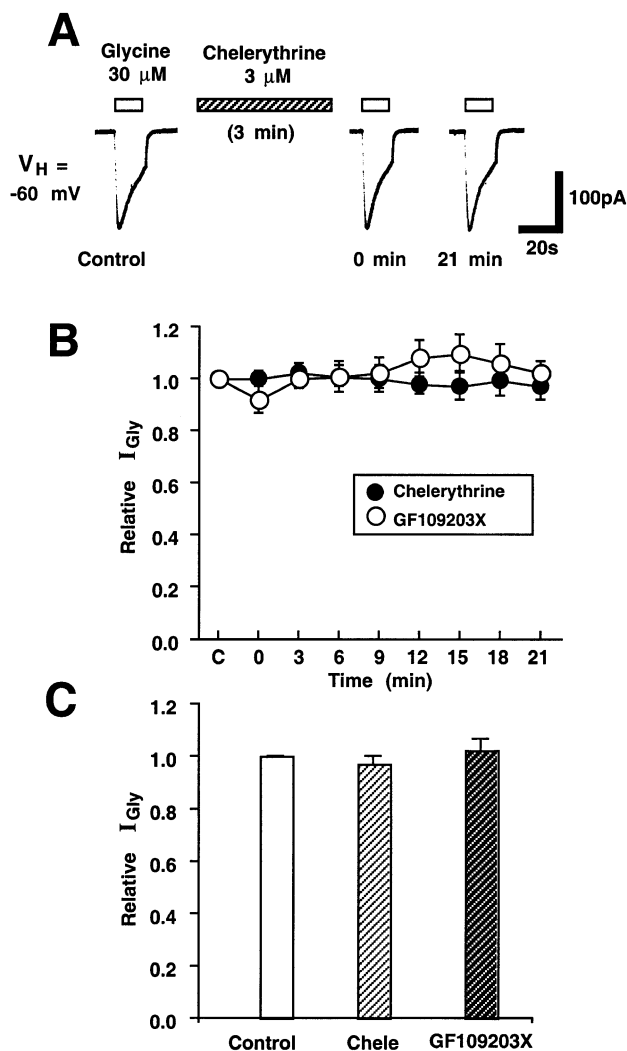 A
Glycine
30 μM
Chelerythrine
3 μM
(3 min)
VH =
-60 mV
100pA
20s
Control
0 min
21 min
B
1.2
1.0
0.8
0.6
0.4
0.2
0.0
Relative IGly
Chelerythrine
GF109203X
C 0 3 6 9 12 15 18 21
Time (min)
C
1.2
1.0
0.8
0.6
0.4
0.2
0.0
Relative IGly
Control Chele GF109203X